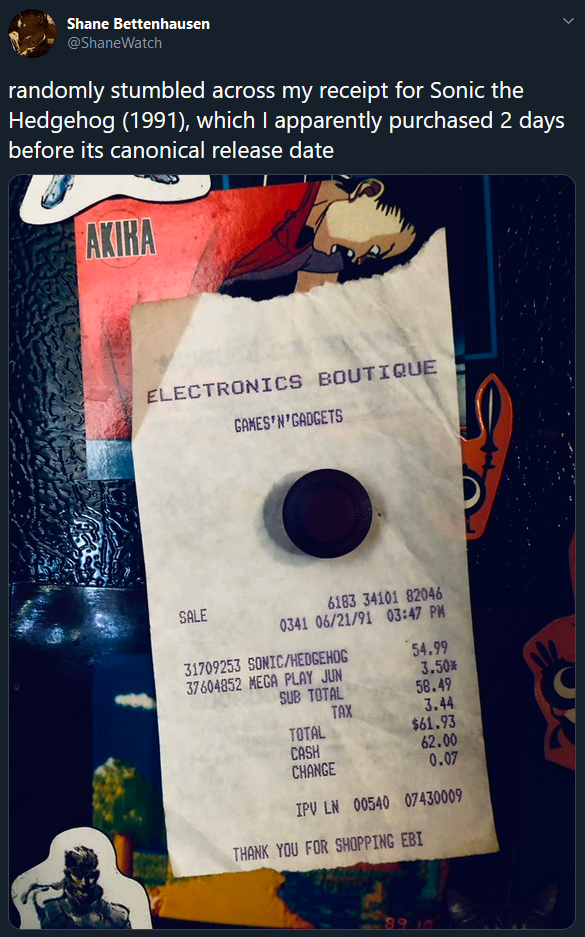 Shane Bettenhausen
@ShaneWatch
randomly stumbled across my receipt for Sonic the
Hedgehog (1991), which I apparently purchased 2 days
before its canonical release date
AKIRA
ELECTRONICS BOUTIQUE
GAMES'N'GADGETS
6183 34101 82046
SALE 0341 06/21/91 03:47 PM
31709253 SONIC/HEDGEHOG 54.99
37604852 MEGA PLAY JUN 3.50*
SUB TOTAL 58.49
TAX 3.44
TOTAL $61.93
CASH 62.00
CHANGE 0.07
IPV LN 00540 07430009
THANK YOU FOR SHOPPING EBI